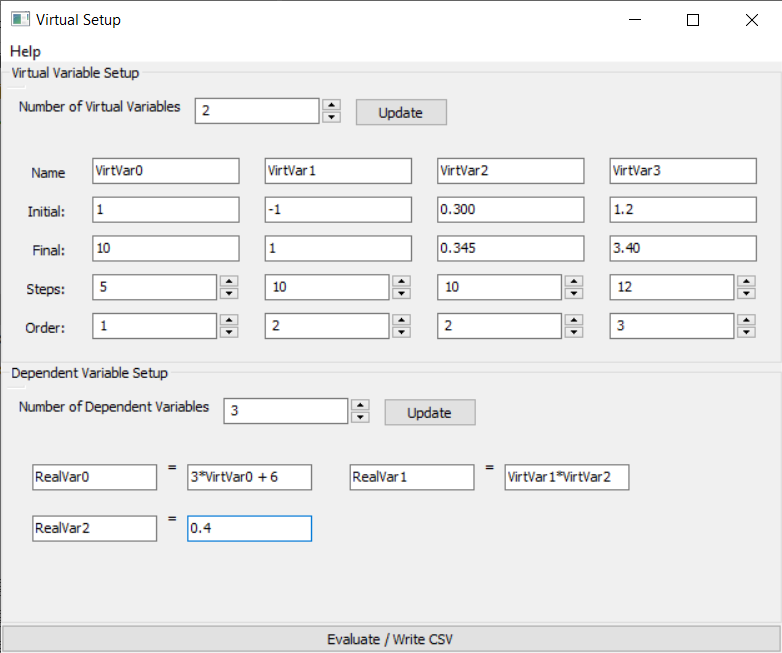 Virtual Setup
Help
Virtual Variable Setup
Number of Virtual Variables 2 Update
Name VirtVar0 VirtVar1 VirtVar2 VirtVar3
Initial: 1 -1 0.300 1.2
Final: 10 1 0.345 3.40
Steps: 5 10 10 12
Order: 1 2 2 3
Dependent Variable Setup
Number of Dependent Variables 3 Update
RealVar0 = 3*VirtVar0 + 6 RealVar1 = VirtVar1*VirtVar2
RealVar2 = 0.4
Evaluate / Write CSV